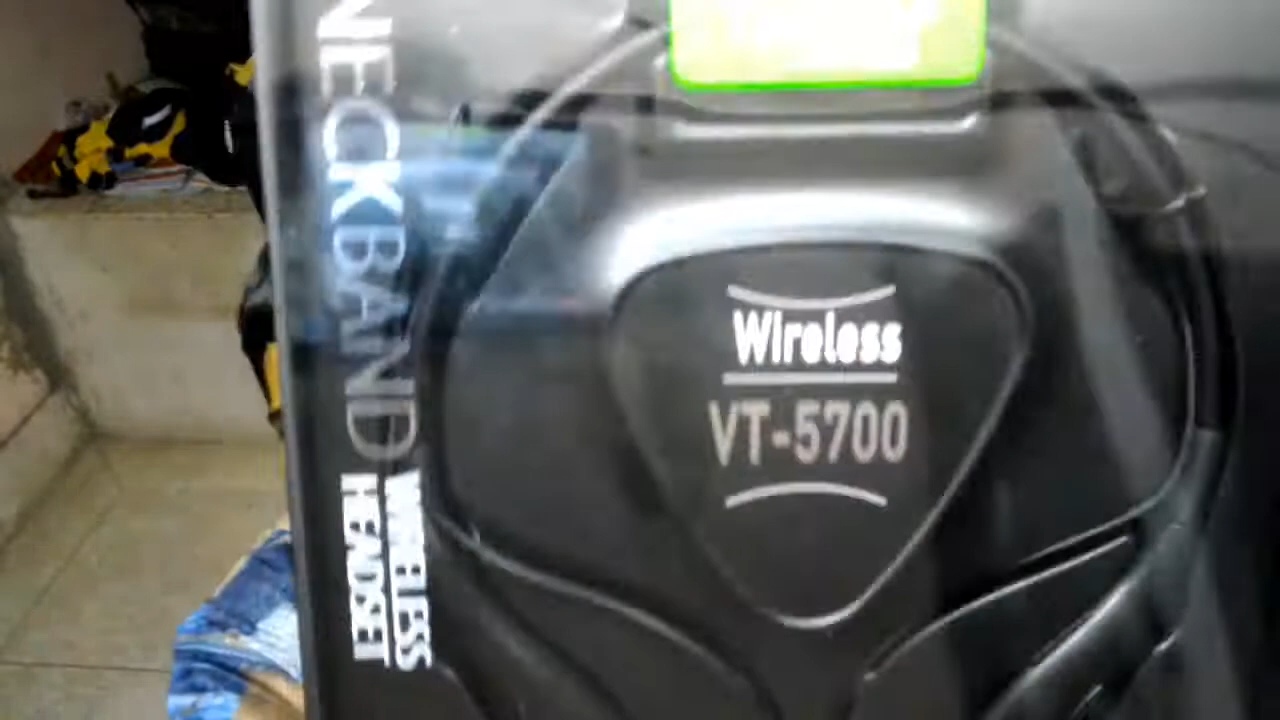 NECKBAND
WIRELESS
HEADSET
Wireless
VT-5700